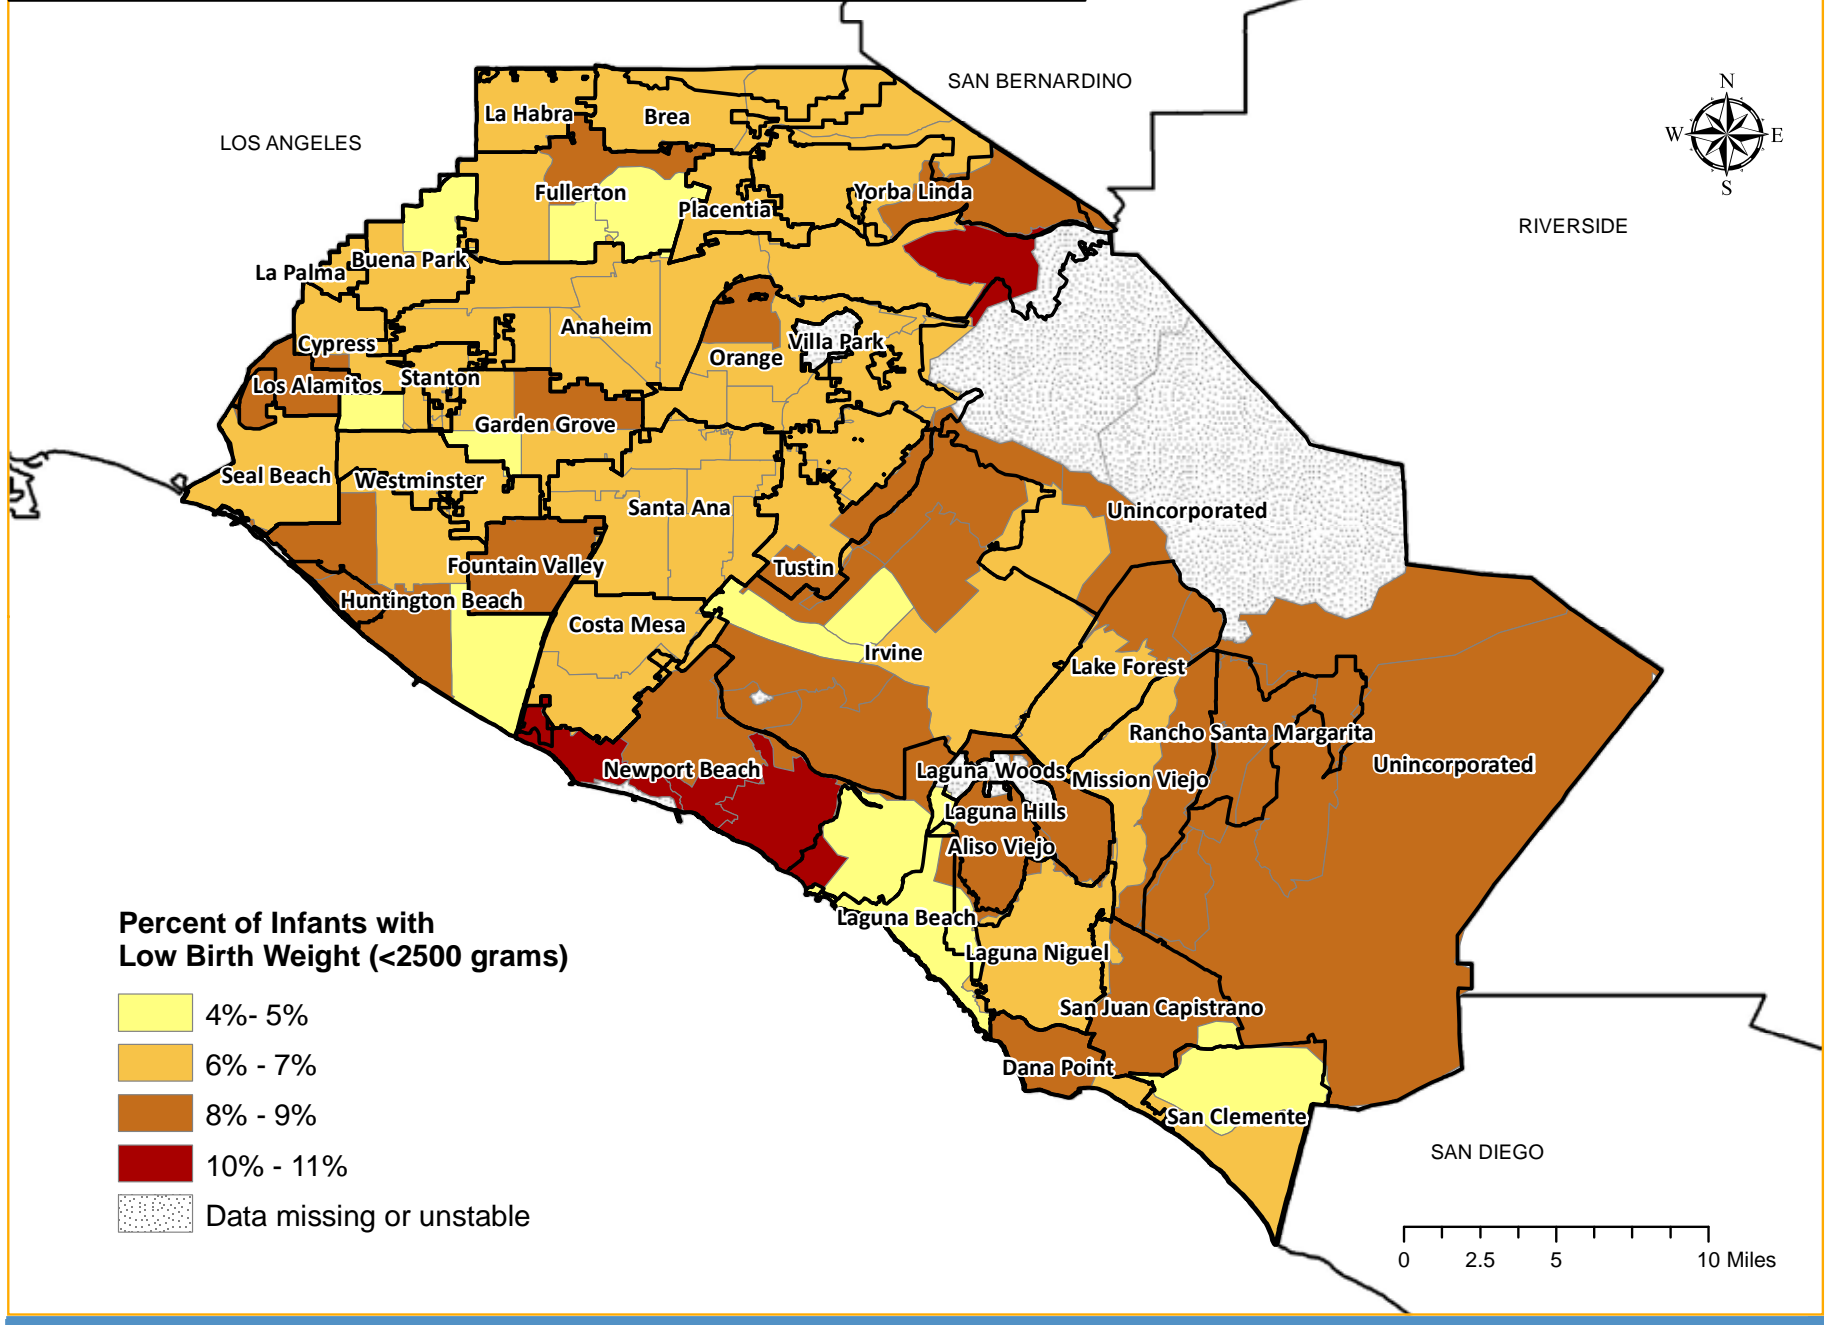 SAN BERNARDINO
N
W
E
S
LOS ANGELES
RIVERSIDE
La Habra
Brea
Fullerton
Yorba Linda
Placentia
Buena Park
La Palma
Anaheim
Cypress
Villa Park
Orange
Stanton
Los Alamitos
Garden Grove
Seal Beach
Westminster
Santa Ana
Unincorporated
Fountain Valley
Tustin
Huntington Beach
Costa Mesa
Irvine
Lake Forest
Rancho Santa Margarita
Unincorporated
Newport Beach
Laguna Woods
Mission Viejo
Laguna Hills
Aliso Viejo
Laguna Beach
Laguna Niguel
San Juan Capistrano
Dana Point
San Clemente
SAN DIEGO
Percent of Infants with
Low Birth Weight (<2500 grams)
4%- 5%
6% - 7%
8% - 9%
10% - 11%
Data missing or unstable
0 2.5 5 10 Miles